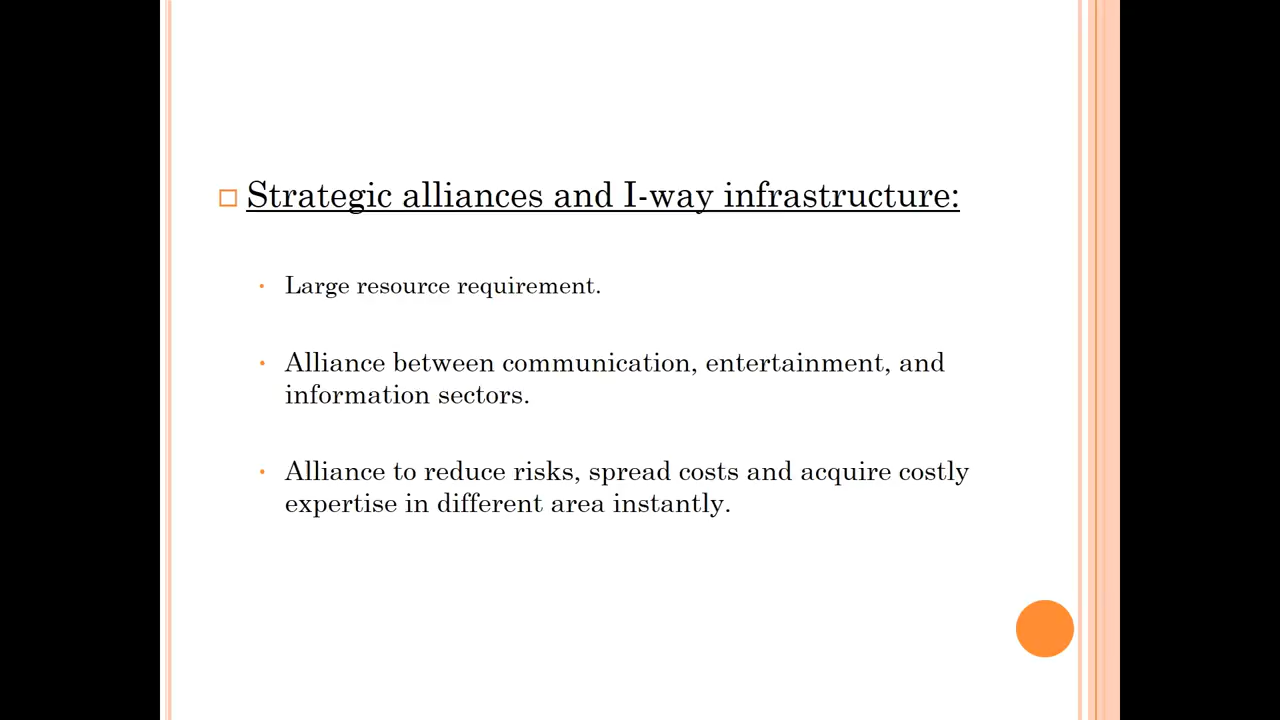 Strategic alliances and I-way infrastructure:
Large resource requirement.
Alliance between communication, entertainment, and
information sectors.
Alliance to reduce risks, spread costs and acquire costly
expertise in different area instantly.